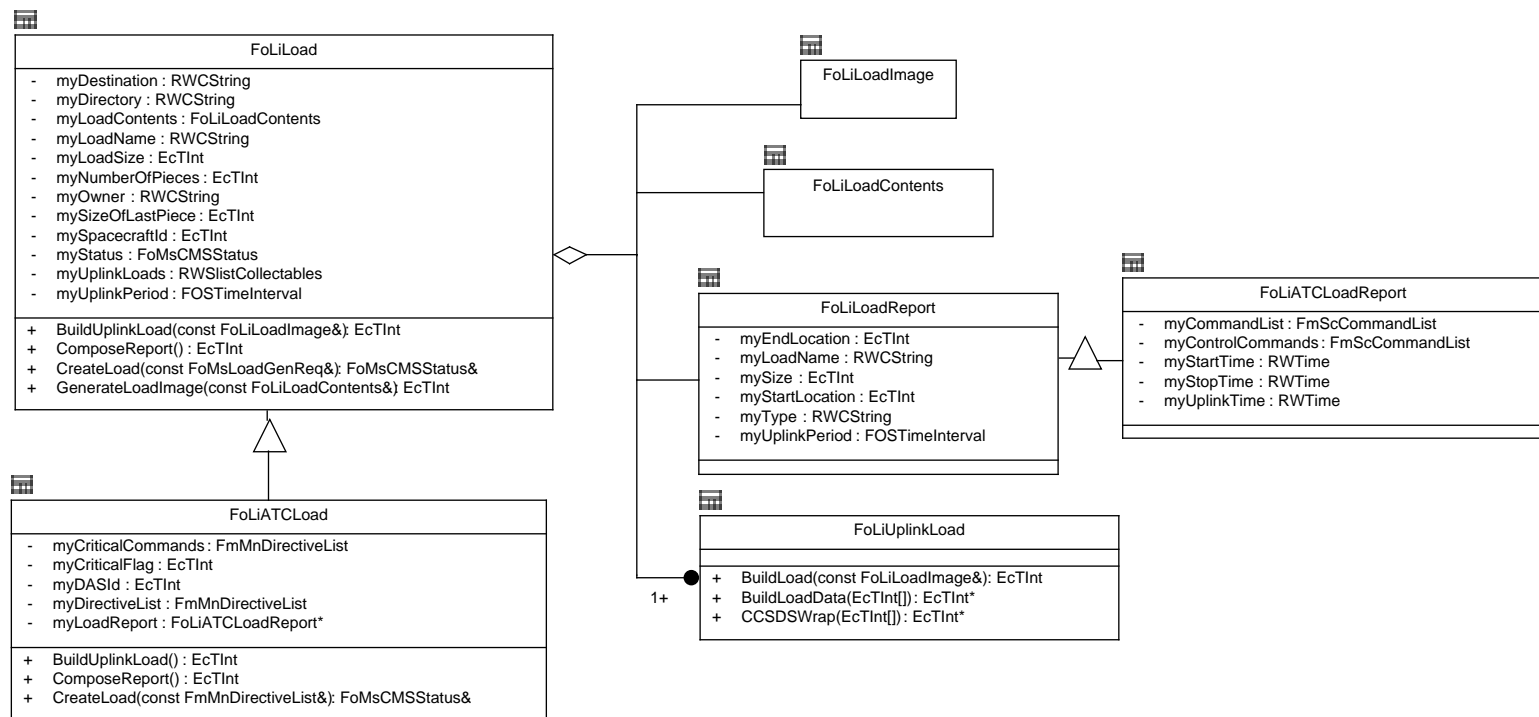 FoLiLoad
- myDestination : RWCString
- myDirectory : RWCString
- myLoadContents : FoLiLoadContents
- myLoadName : RWCString
- myLoadSize : EcTInt
- myNumberOfPieces : EcTInt
- myOwner : RWCString
- mySizeOfLastPiece : EcTInt
- mySpacecraftId : EcTInt
- myStatus : FoMsCMSStatus
- myUplinkLoads : RWSlistCollectables
- myUplinkPeriod : FOSTimeInterval
+ BuildUplinkLoad(const FoLiLoadImage&): EcTInt
+ ComposeReport() : EcTInt
+ CreateLoad(const FoMsLoadGenReq&): FoMsCMSStatus&
+ GenerateLoadImage(const FoLiLoadContents&): EcTInt
FoLiATCLoad
- myCriticalCommands : FmMnDirectiveList
- myCriticalFlag : EcTInt
- myDASId : EcTInt
- myDirectiveList : FmMnDirectiveList
- myLoadReport : FoLiATCLoadReport*
+ BuildUplinkLoad() : EcTInt
+ ComposeReport() : EcTInt
+ CreateLoad(const FmMnDirectiveList&): FoMsCMSStatus&
FoLiLoadImage
FoLiLoadContents
FoLiLoadReport
- myEndLocation : EcTInt
- myLoadName : RWCString
- mySize : EcTInt
- myStartLocation : EcTInt
- myType : RWCString
- myUplinkPeriod : FOSTimeInterval
FoLiATCLoadReport
- myCommandList : FmScCommandList
- myControlCommands : FmScCommandList
- myStartTime : RWTime
- myStopTime : RWTime
- myUplinkTime : RWTime
1+
FoLiUplinkLoad
+ BuildLoad(const FoLiLoadImage&): EcTInt
+ BuildLoadData(EcTInt[]) : EcTInt*
+ CCSDSWrap(EcTInt[]) : EcTInt*